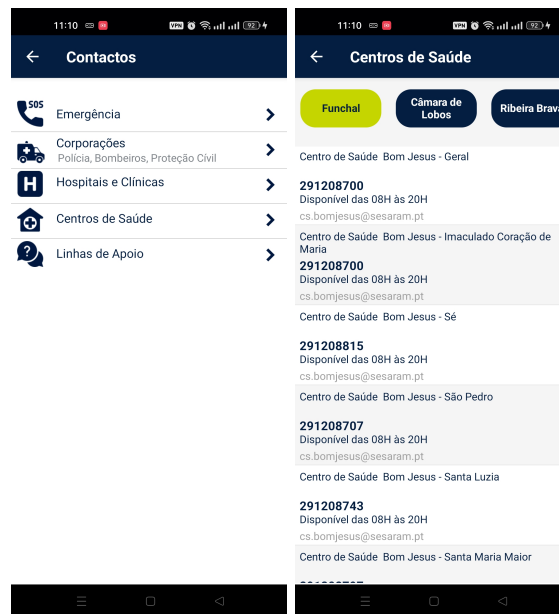 11:10
VPN
92
Contactos
SOS
Emergência
Corporações
Polícia, Bombeiros, Proteção Cívil
H
Hospitais e Clínicas
Centros de Saúde
Linhas de Apoio
11:10
VPN
92
Centros de Saúde
Funchal
Câmara de
Lobos
Ribeira Brava
Centro de Saúde Bom Jesus - Geral
291208700
Disponível das 08H às 20H
cs.bomjesus@sesaram.pt
Centro de Saúde Bom Jesus - Imaculado Coração de
Maria
291208700
Disponível das 08H às 20H
cs.bomjesus@sesaram.pt
Centro de Saúde Bom Jesus - Sé
291208815
Disponível das 08H às 20H
cs.bomjesus@sesaram.pt
Centro de Saúde Bom Jesus - São Pedro
291208707
Disponível das 08H às 20H
cs.bomjesus@sesaram.pt
Centro de Saúde Bom Jesus - Santa Luzia
291208743
Disponível das 08H às 20H
cs.bomjesus@sesaram.pt
Centro de Saúde Bom Jesus - Santa Maria Maior